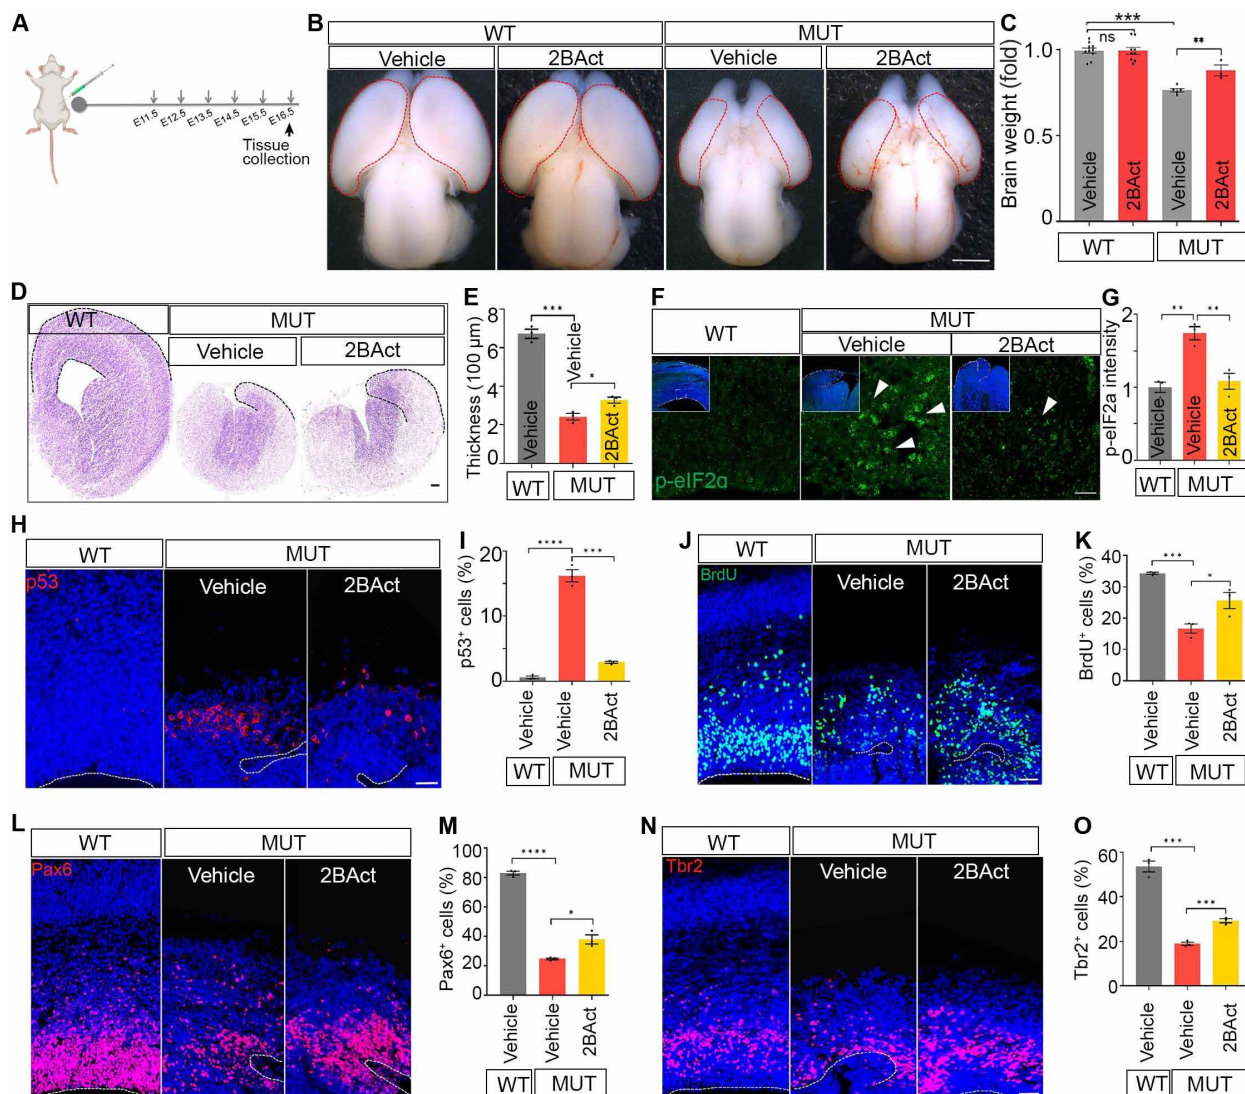 A
E11.5
E12.5
E13.5
E14.5
E15.5
E16.5
Tissue
collection
B
WT
MUT
Vehicle
2BAct
Vehicle
2BAct
C
***
ns
**
1.0
0.5
0
Brain weight (fold)
Vehicle
2BAct
Vehicle
2BAct
WT
MUT
D
WT
MUT
Vehicle
2BAct
E
***
*
8
6
4
2
0
Thickness (100 µm)
Vehicle
Vehicle
2BAct
WT
MUT
F
WT
MUT
Vehicle
2BAct
p-eIF2α
G
**
**
2
1
0
p-eIF2a intensity
Vehicle
Vehicle
2BAct
WT
MUT
H
WT
MUT
p53
Vehicle
2BAct
I
****
***
20
10
0
p53⁺ cells (%)
Vehicle
Vehicle
2BAct
WT
MUT
J
WT
MUT
BrdU
Vehicle
2BAct
K
***
*
40
30
20
10
0
BrdU⁺ cells (%)
Vehicle
Vehicle
2BAct
WT
MUT
L
WT
MUT
Pax6
Vehicle
2BAct
M
****
*
100
80
60
40
20
0
Pax6⁺ cells (%)
Vehicle
Vehicle
2BAct
WT
MUT
N
WT
MUT
Tbr2
Vehicle
2BAct
O
***
***
60
40
20
0
Tbr2⁺ cells (%)
Vehicle
Vehicle
2BAct
WT
MUT